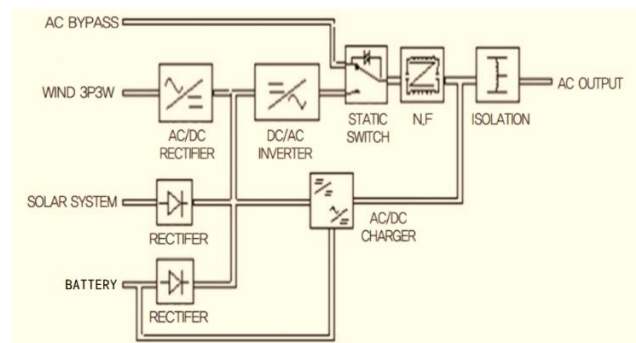 AC BYPASS
WIND 3P3W
AC/DC
RECTIFIER
DC/AC
INVERTER
STATIC
SWITCH
N,F
ISOLATION
AC OUTPUT
SOLAR SYSTEM
RECTIFER
AC/DC
CHARGER
BATTERY
RECTIFER